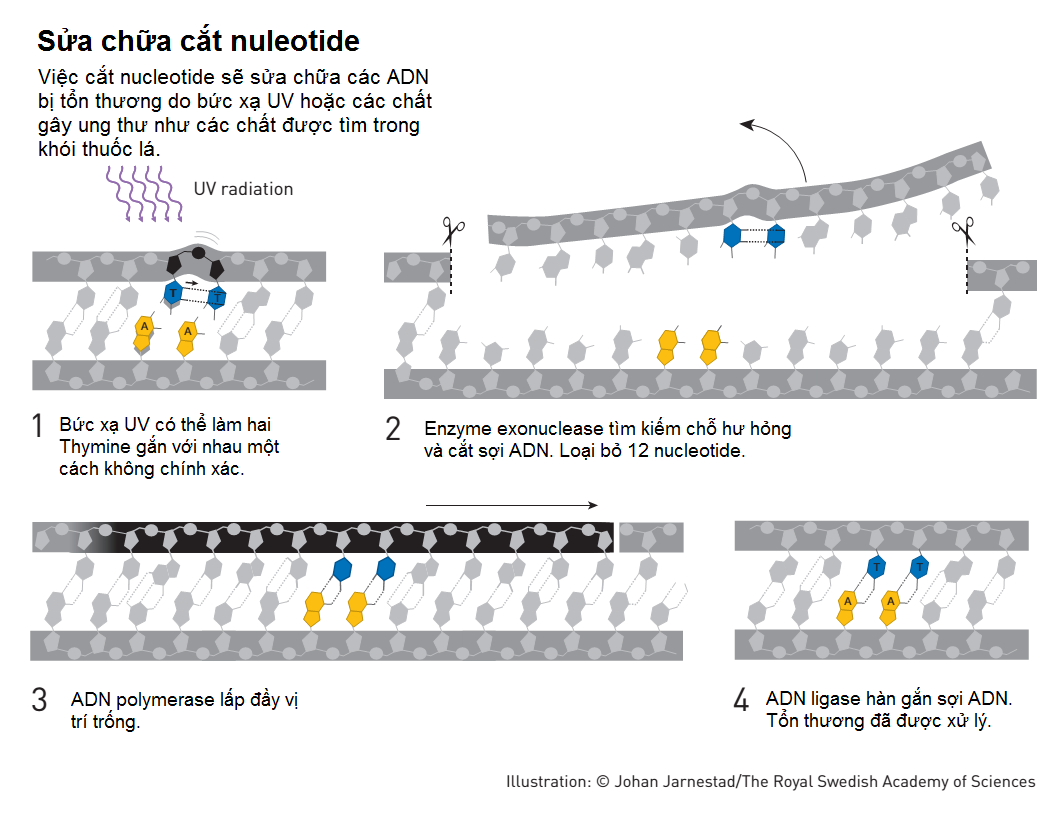 Sửa chữa cắt nuleotide
Việc cắt nucleotide sẽ sửa chữa các ADN
bị tổn thương do bức xạ UV hoặc các chất
gây ung thư như các chất được tìm trong
khói thuốc lá.
UV radiation
T
T
A
A
1
Bức xạ UV có thể làm hai
Thymine gắn với nhau một
cách không chính xác.
2
Enzyme exonuclease tìm kiếm chỗ hư hỏng
và cắt sợi ADN. Loại bỏ 12 nucleotide.
3
ADN polymerase lấp đầy vị
trí trống.
T
T
A
A
4
ADN ligase hàn gắn sợi ADN.
Tổn thương đã được xử lý.
Illustration: © Johan Jarnestad/The Royal Swedish Academy of Sciences